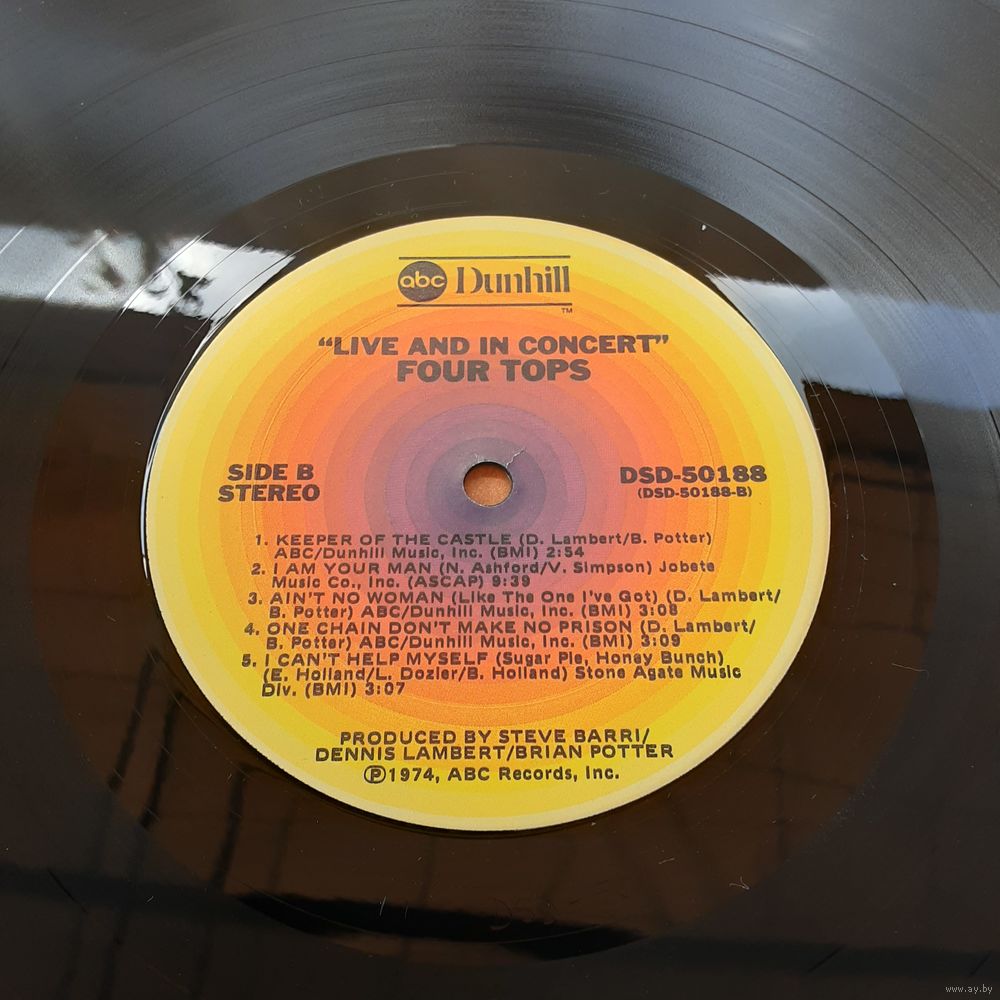 abc Dunhill
TM
“LIVE AND IN CONCERT”
FOUR TOPS
SIDE B
STEREO
DSD-50188
(DSD-50188-B)
1. KEEPER OF THE CASTLE (D. Lambert/B. Potter)
ABC/Dunhill Music, Inc. (BMI) 2:54
2. I AM YOUR MAN (N. Ashford/V. Simpson) Jobete
Music Co., Inc. (ASCAP) 9:39
3. AIN'T NO WOMAN (Like The One I've Got) (D. Lambert/
B. Potter) ABC/Dunhill Music, Inc. (BMI) 3:08
4. ONE CHAIN DON'T MAKE NO PRISON (D. Lambert/
B. Potter) ABC/Dunhill Music, Inc. (BMI) 3:09
5. I CAN'T HELP MYSELF (Sugar Pie, Honey Bunch)
(E. Holland/L. Dozier/B. Holland) Stone Agate Music
Div. (BMI) 3:07
PRODUCED BY STEVE BARRI/
DENNIS LAMBERT/BRIAN POTTER
℗1974, ABC Records, Inc.
www.ay.by